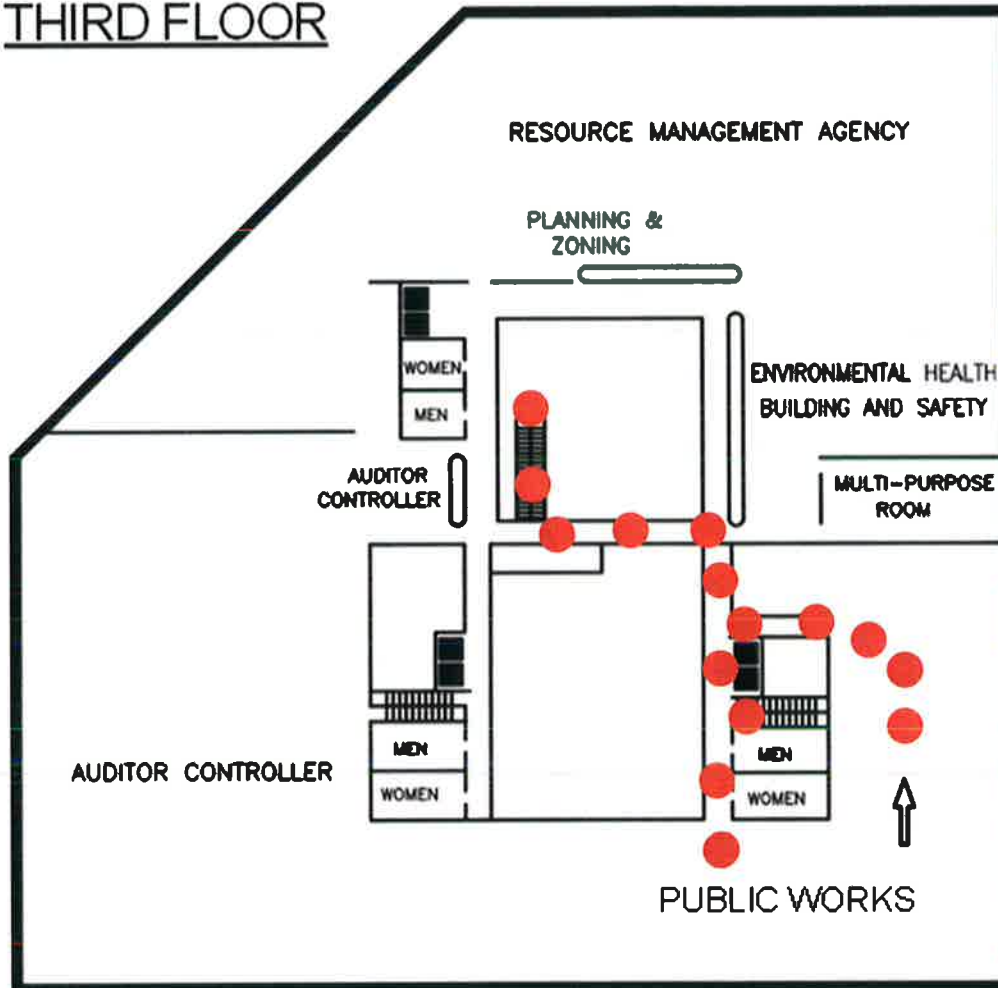 THIRD FLOOR
RESOURCE MANAGEMENT AGENCY
PLANNING &
ZONING
WOMEN
MEN
ENVIRONMENTAL HEALTH
BUILDING AND SAFETY
AUDITOR
CONTROLLER
MULTI-PURPOSE
ROOM
AUDITOR CONTROLLER
MEN
WOMEN
MEN
WOMEN
PUBLIC WORKS